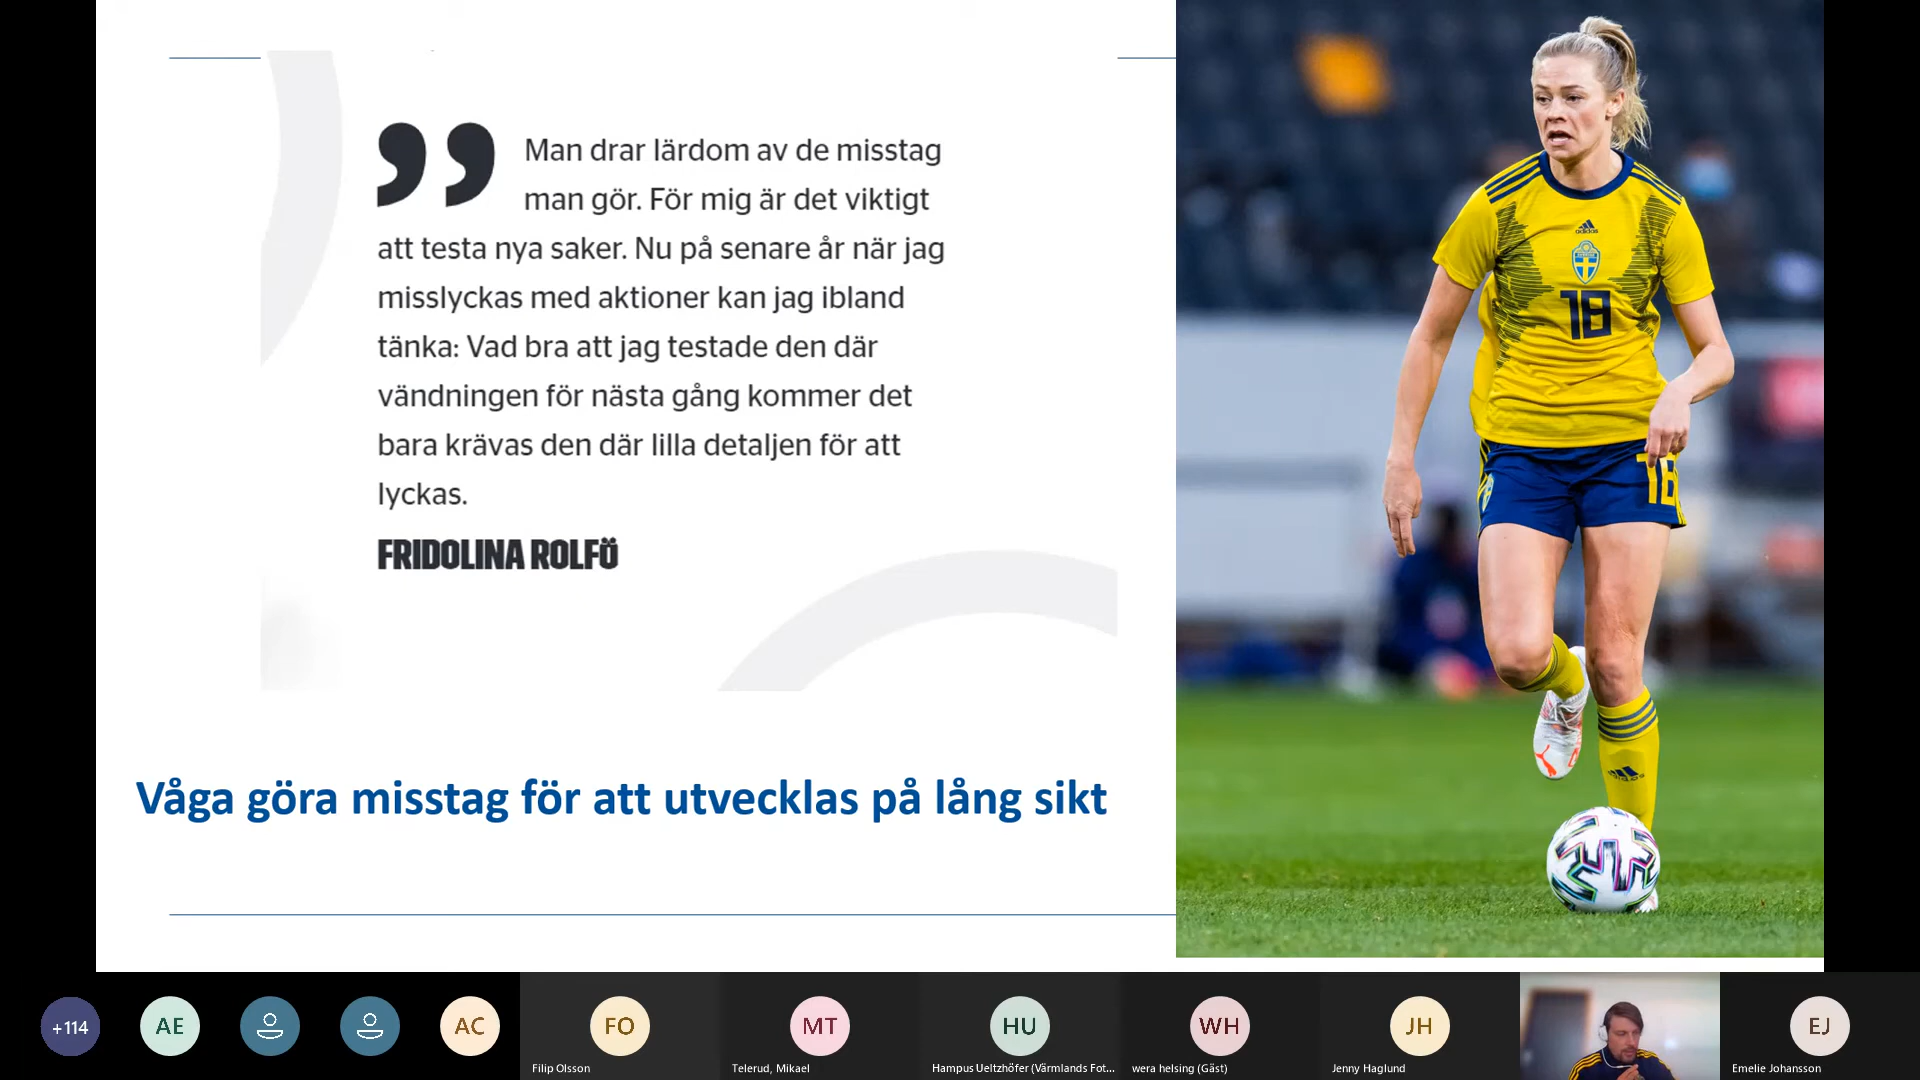 Man drar lärdom av de misstag
man gör. För mig är det viktigt
att testa nya saker. Nu på senare år när jag
misslyckas med aktioner kan jag ibland
tänka: Vad bra att jag testade den där
vändningen för nästa gång kommer det
bara krävas den där lilla detaljen för att
lyckas.
FRIDOLINA ROLFÖ
Våga göra misstag för att utvecklas på lång sikt
adidas
18
18
adidas
+114
AE
AC
FO
MT
HU
WH
JH
EJ
Filip Olsson
Telerud, Mikael
Hampus Ueltzhöfer (Värmlands Fot...
wera helsing (Gäst)
Jenny Haglund
Emelie Johansson